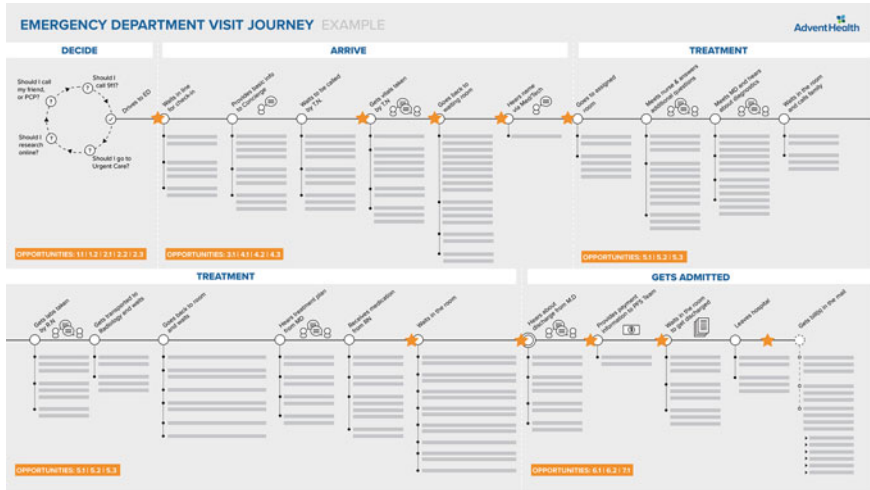 EMERGENCY DEPARTMENT VISIT JOURNEY EXAMPLE
AdventHealth
DECIDE
ARRIVE
TREATMENT
Should I call
my friend,
or PCP?
Should I
call 911?
Should I
research
online?
Should I go to
Urgent Care?
Drives to ED
Waits in line
for check-in
Provides basic info
to Concierge
Waits to be called
by T.N.
Gets vitals taken
by T.N.
Goes back to
waiting room
Hears name
via Med Tech
Goes to assigned
room
Meets nurse & answers
additional questions
Meets MD and hears
about diagnostics
Waits in the room
and calls family
OPPORTUNITIES: 1.1 | 1.2 | 2.1 | 2.2 | 2.3
OPPORTUNITIES: 3.1 | 4.1 | 4.2 | 4.3
OPPORTUNITIES: 5.1 | 5.2 | 5.3
TREATMENT
GETS ADMITTED
Gets labs taken
by R.N.
Gets transported to
Radiology and waits
Goes back to room
and waits
Hears treatment plan
from MD
Receives medication
from RN
Waits in the room
Hears about
discharge from M.D
Provides payment
information to PFS Team
Waits in the room
to get discharged
Leaves hospital
Gets bill(s) in the mail
OPPORTUNITIES: 5.1 | 5.2 | 5.3
OPPORTUNITIES: 6.1 | 6.2 | 7.1